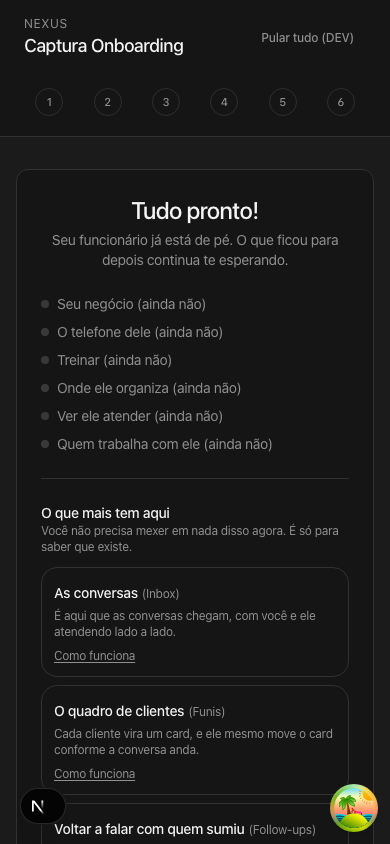 NEXUS
Captura Onboarding
Pular tudo (DEV)
1 2 3 4 5 6
Tudo pronto!
Seu funcionário já está de pé. O que ficou para
depois continua te esperando.
Seu negócio (ainda não)
O telefone dele (ainda não)
Treinar (ainda não)
Onde ele organiza (ainda não)
Ver ele atender (ainda não)
Quem trabalha com ele (ainda não)
O que mais tem aqui
Você não precisa mexer em nada disso agora. É só para
saber que existe.
As conversas (Inbox)
É aqui que as conversas chegam, com você e ele
atendendo lado a lado.
Como funciona
O quadro de clientes (Funis)
Cada cliente vira um card, e ele mesmo move o card
conforme a conversa anda.
Como funciona
N
Voltar a falar com quem sumiu (Follow-ups)